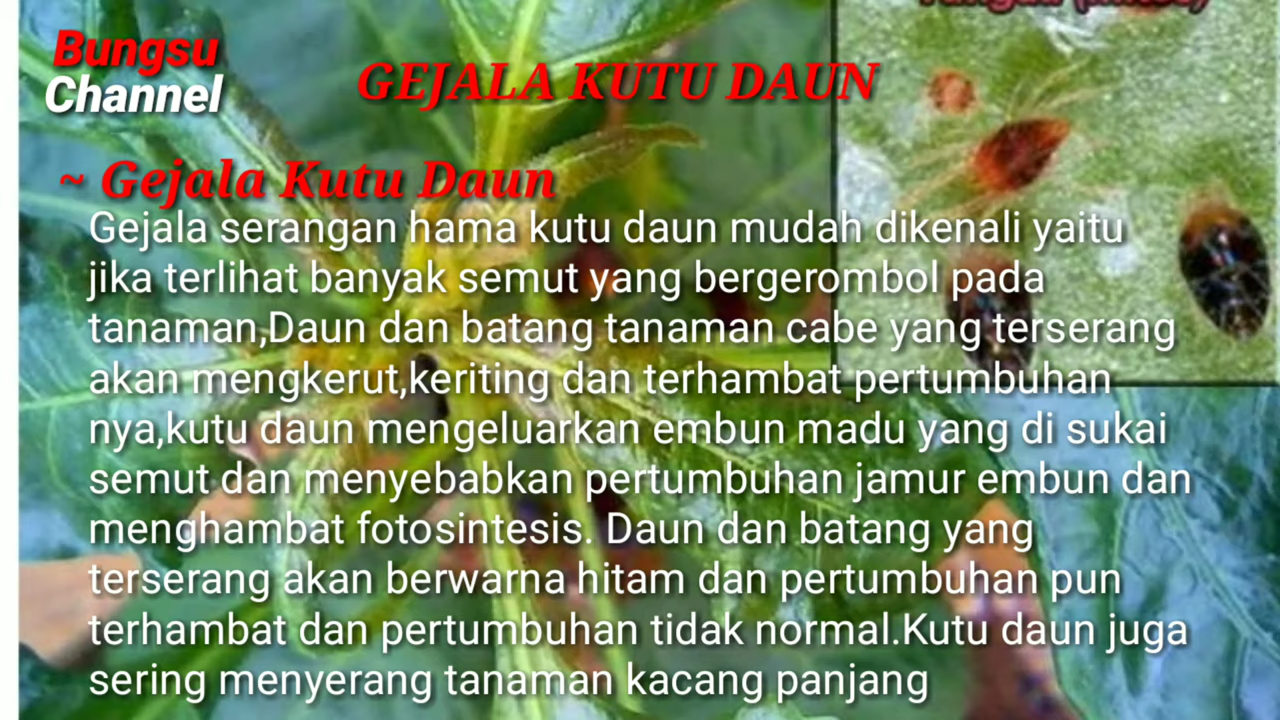 Bungsu
Channel
GEJALA KUTU DAUN
~ Gejala Kutu Daun
Gejala serangan hama kutu daun mudah dikenali yaitu
jika terlihat banyak semut yang bergerombol pada
tanaman,Daun dan batang tanaman cabe yang terserang
akan mengkerut,keriting dan terhambat pertumbuhan
nya,kutu daun mengeluarkan embun madu yang di sukai
semut dan menyebabkan pertumbuhan jamur embun dan
menghambat fotosintesis. Daun dan batang yang
terserang akan berwarna hitam dan pertumbuhan pun
terhambat dan pertumbuhan tidak normal.Kutu daun juga
sering menyerang tanaman kacang panjang